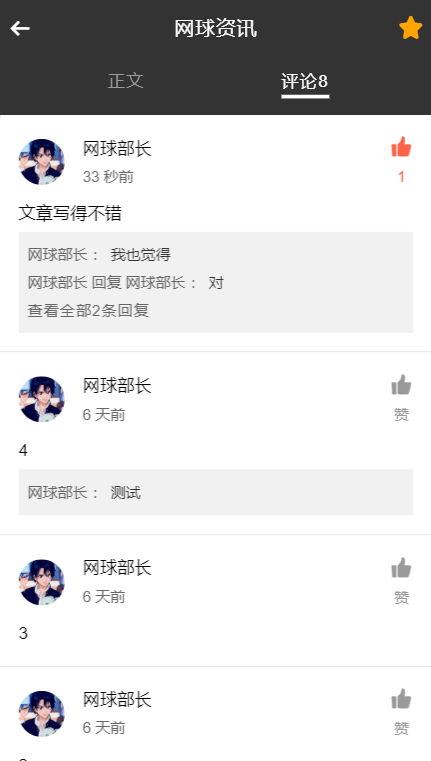 网球资讯
正文
评论8
网球部长
33 秒前
1
文章写得不错
网球部长： 我也觉得
网球部长 回复 网球部长： 对
查看全部2条回复
网球部长
6 天前
赞
4
网球部长： 测试
网球部长
6 天前
赞
3
网球部长
6 天前
赞